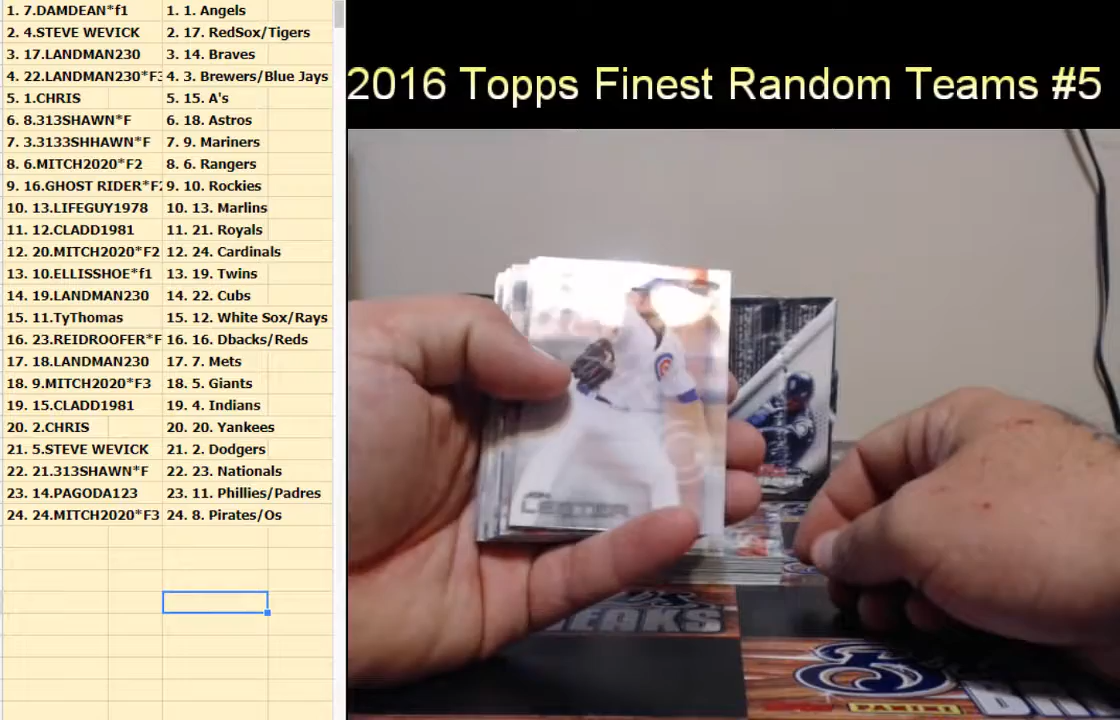 1. 7.DAMDEAN*f1 1. 1. Angels
2. 4.STEVE WEVICK 2. 17. RedSox/Tigers
3. 17.LANDMAN230 3. 14. Braves
4. 22.LANDMAN230*F3 4. 3. Brewers/Blue Jays
5. 1.CHRIS 5. 15. A's
6. 8.313SHAWN*F 6. 18. Astros
7. 3.3133SHHAWN*F 7. 9. Mariners
8. 6.MITCH2020*F2 8. 6. Rangers
9. 16.GHOST RIDER*F2 9. 10. Rockies
10. 13.LIFEGUY1978 10. 13. Marlins
11. 12.CLADD1981 11. 21. Royals
12. 20.MITCH2020*F2 12. 24. Cardinals
13. 10.ELLISSHOE*f1 13. 19. Twins
14. 19.LANDMAN230 14. 22. Cubs
15. 11.TyThomas 15. 12. White Sox/Rays
16. 23.REIDROOFER*F 16. 16. Dbacks/Reds
17. 18.LANDMAN230 17. 7. Mets
18. 9.MITCH2020*F3 18. 5. Giants
19. 15.CLADD1981 19. 4. Indians
20. 2.CHRIS 20. 20. Yankees
21. 5.STEVE WEVICK 21. 2. Dodgers
22. 21.313SHAWN*F 22. 23. Nationals
23. 14.PAGODA123 23. 11. Phillies/Padres
24. 24.MITCH2020*F3 24. 8. Pirates/Os
2016 Topps Finest Random Teams #5
LESTER
BREAKS
PANINI